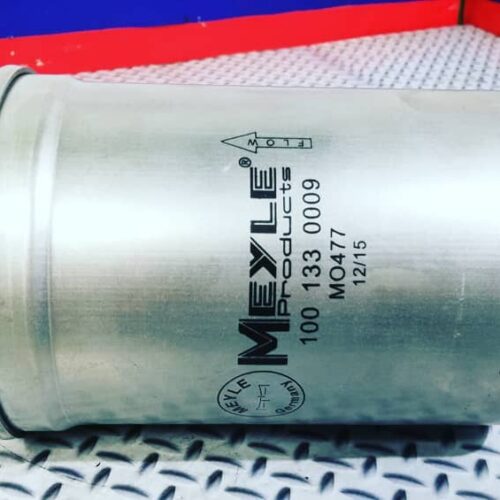 FLOW
MEYLE®
Products
100 133 0009
MO477
12/15
MEYLE
Germany